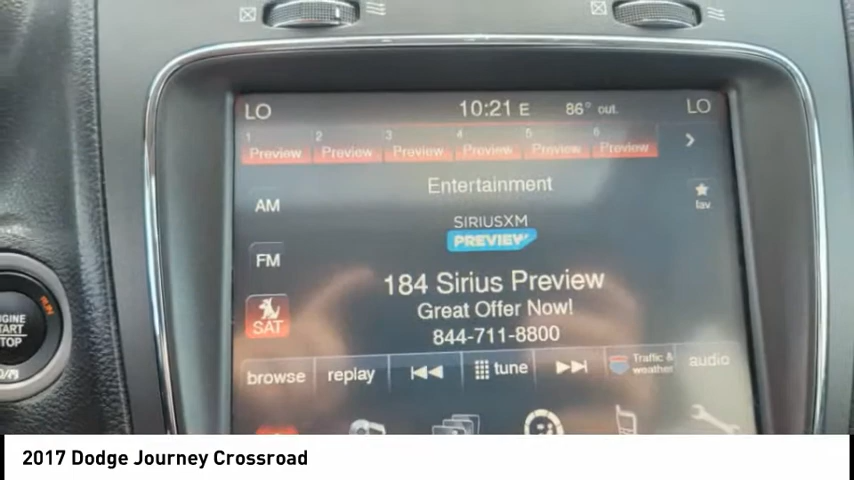 LO 10:21 E 86° out. LO
1 2 3 4 5 6
Preview Preview Preview Preview Preview Preview
Entertainment
AM
fav
SIRIUSXM
PREVIEW
FM
184 Sirius Preview
Great Offer Now!
SAT
844-711-8800
browse replay tune Traffic & weather audio
ENGINE
START
STOP
RUN
2017 Dodge Journey Crossroad